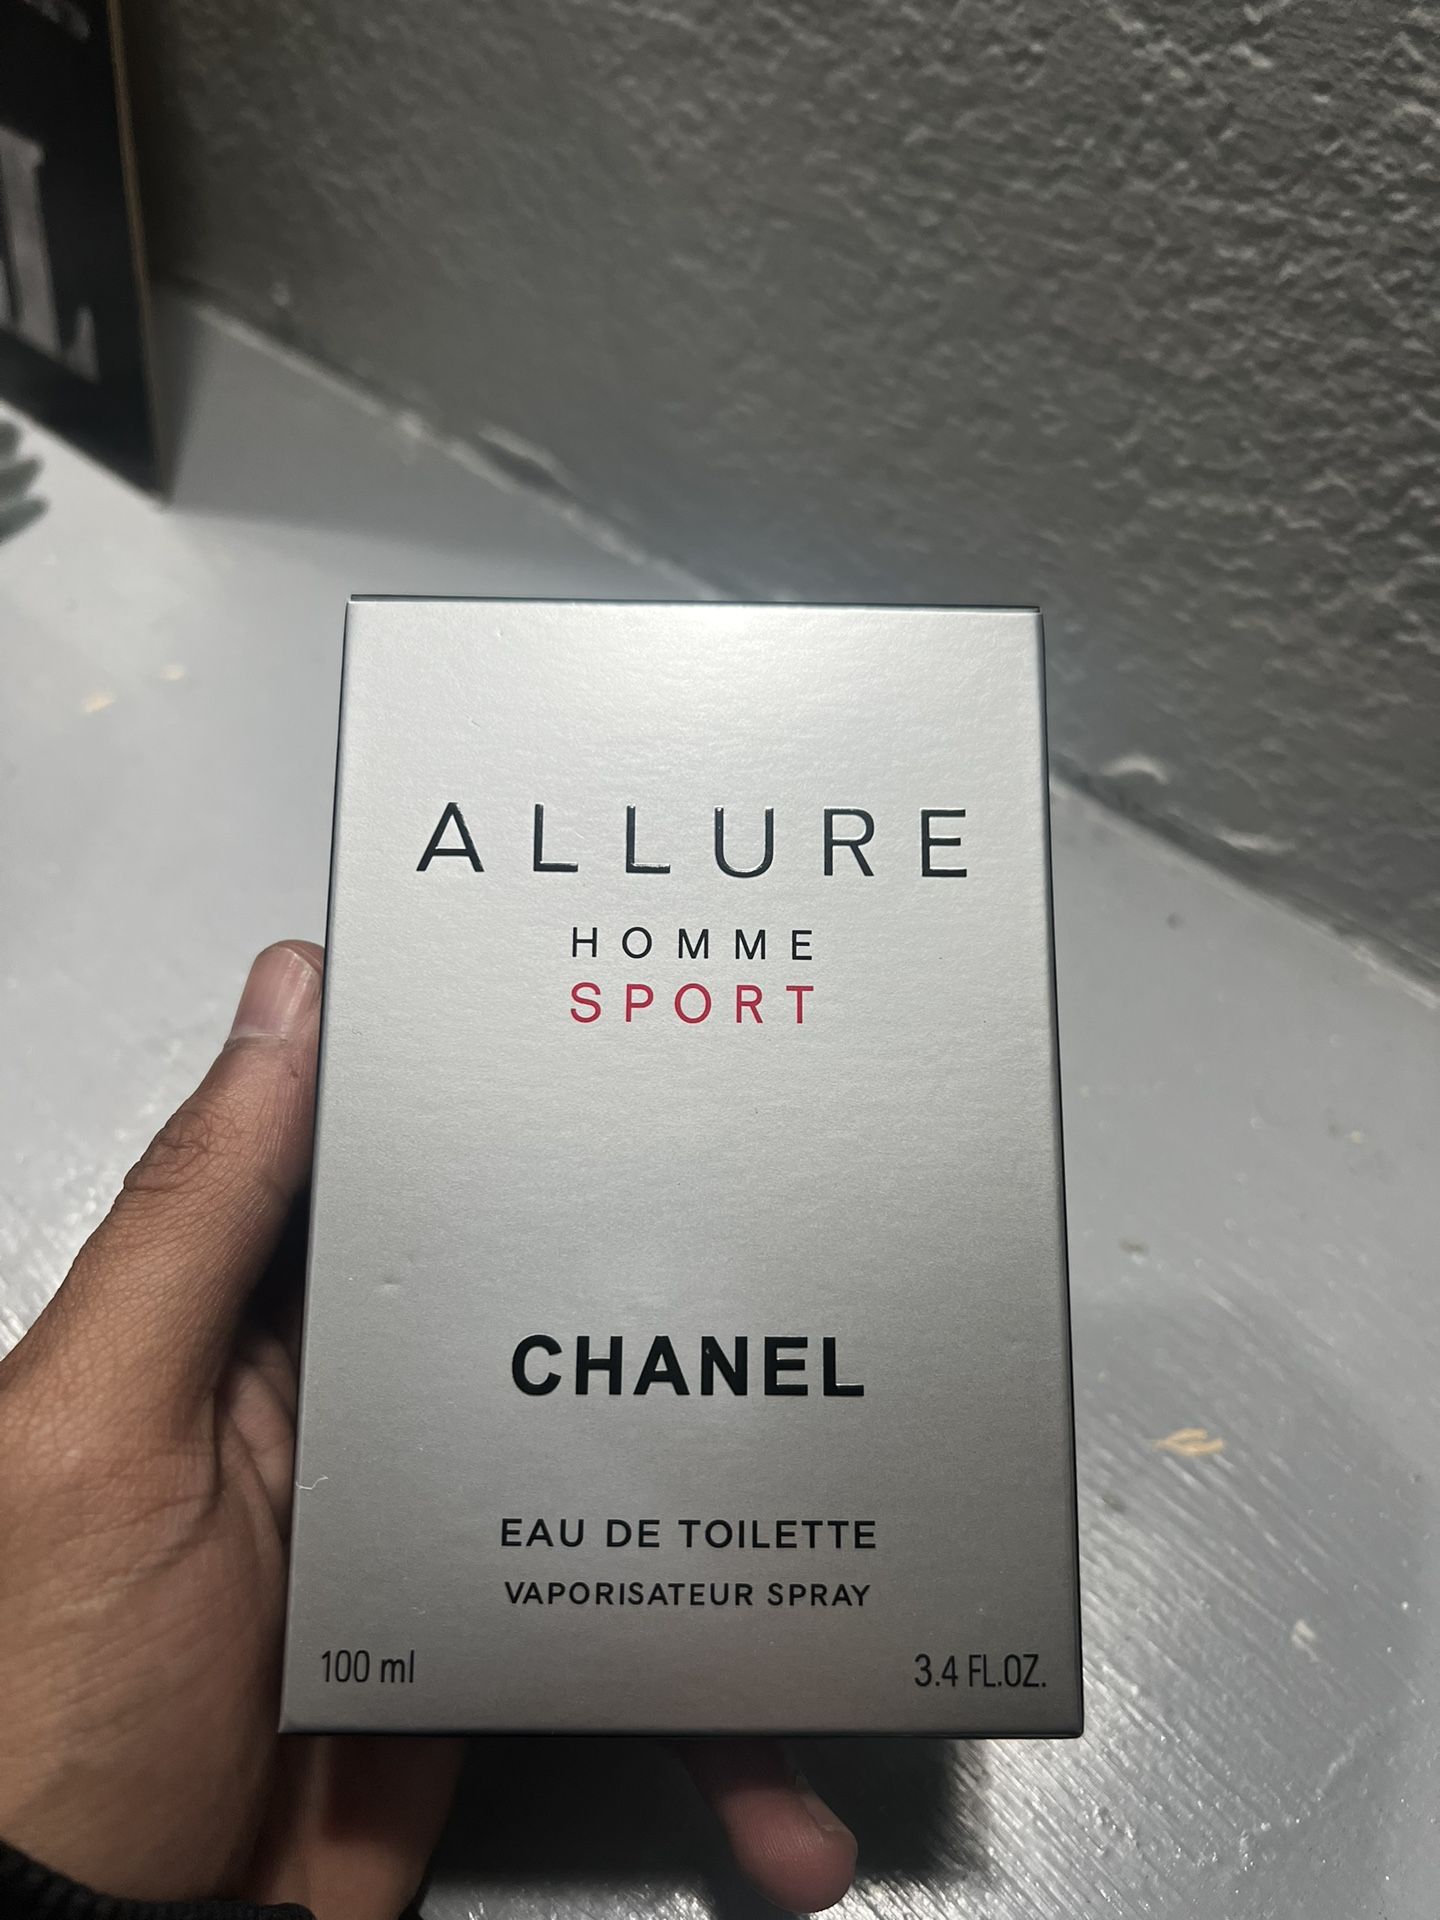 ALLURE
HOMME
SPORT
CHANEL
EAU DE TOILETTE
VAPORISATEUR SPRAY
100 ml
3.4 FL.OZ.